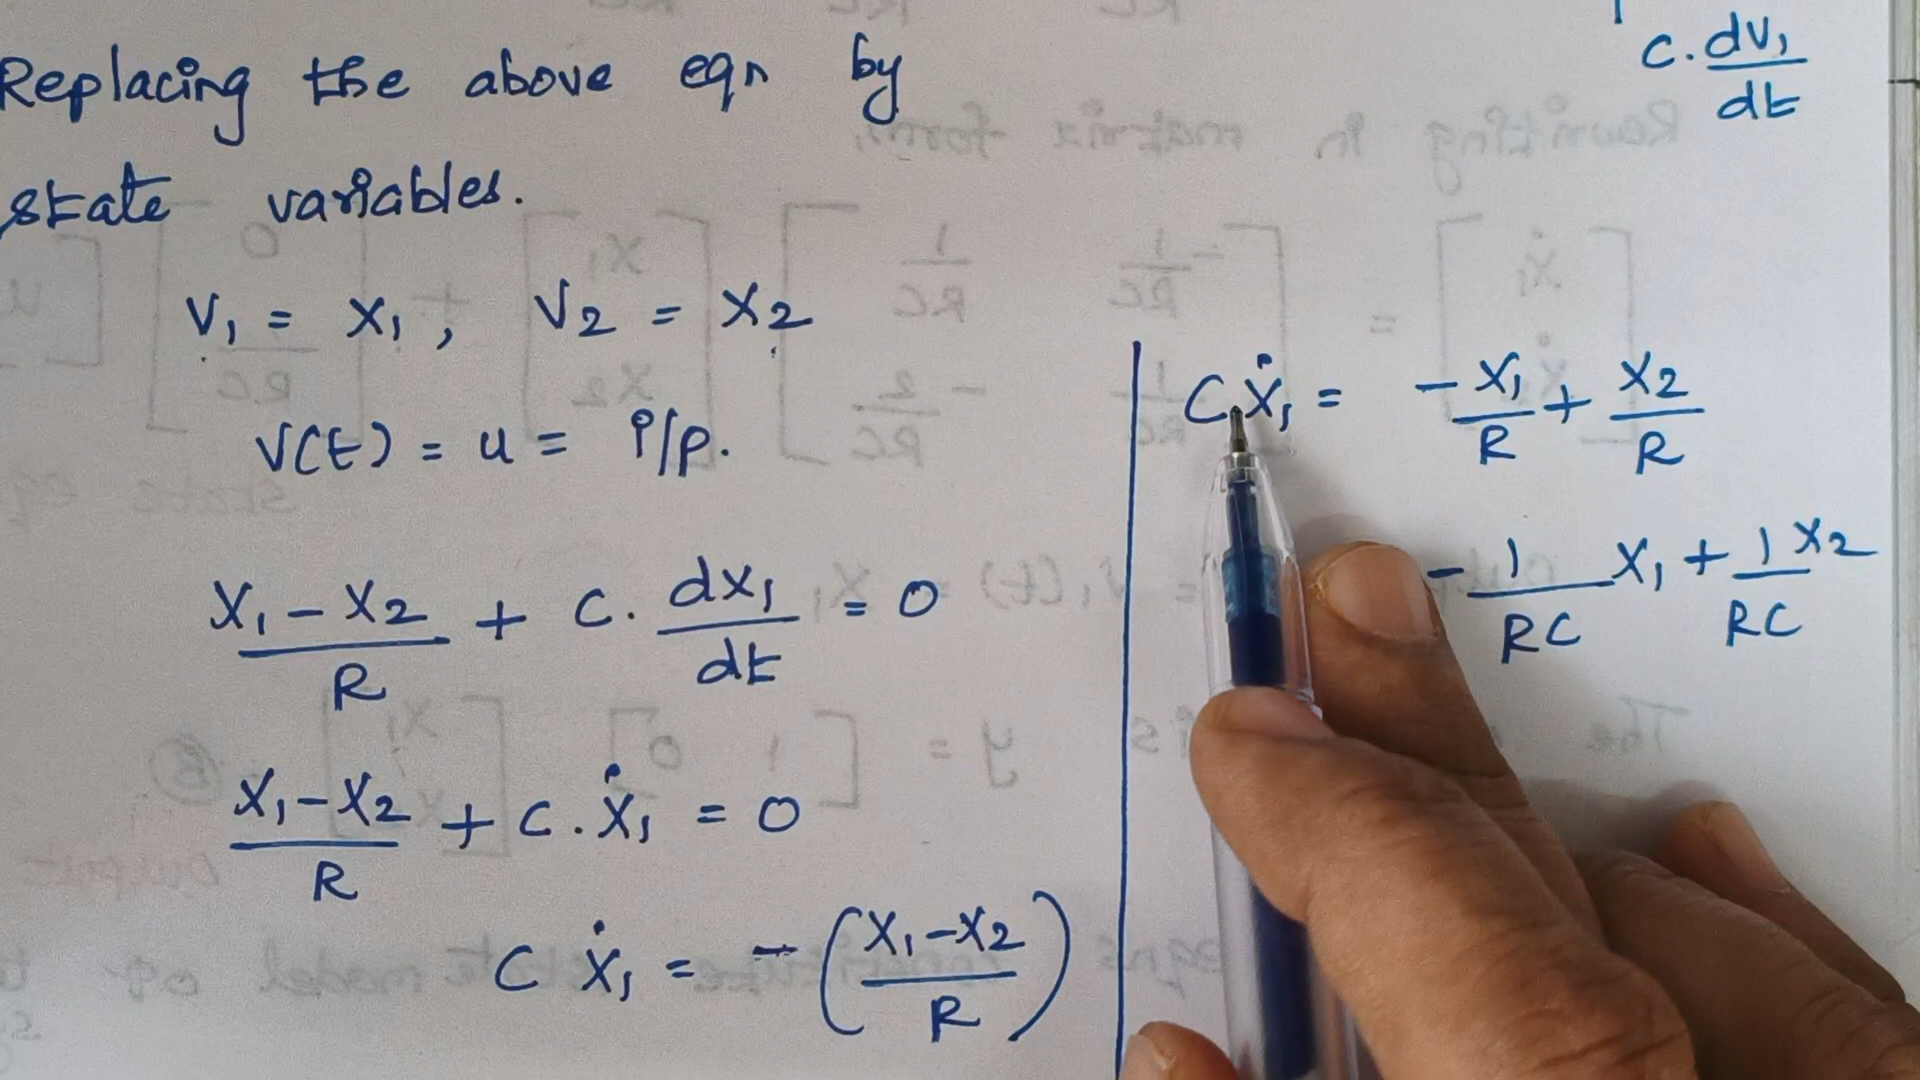 Replacing the above eqn by
state variables.
V₁ = X₁ , V₂ = X₂
V(t) = u = i/p.
(X₁ - X₂)/R + C. dX₁/dt = 0
(X₁ - X₂)/R + C. Ẋ₁ = 0
C Ẋ₁ = -((X₁ - X₂)/R)
C. dV₁/dt
C.Ẋ₁ = -X₁/R + X₂/R
-1/RC X₁ + 1/RC X₂